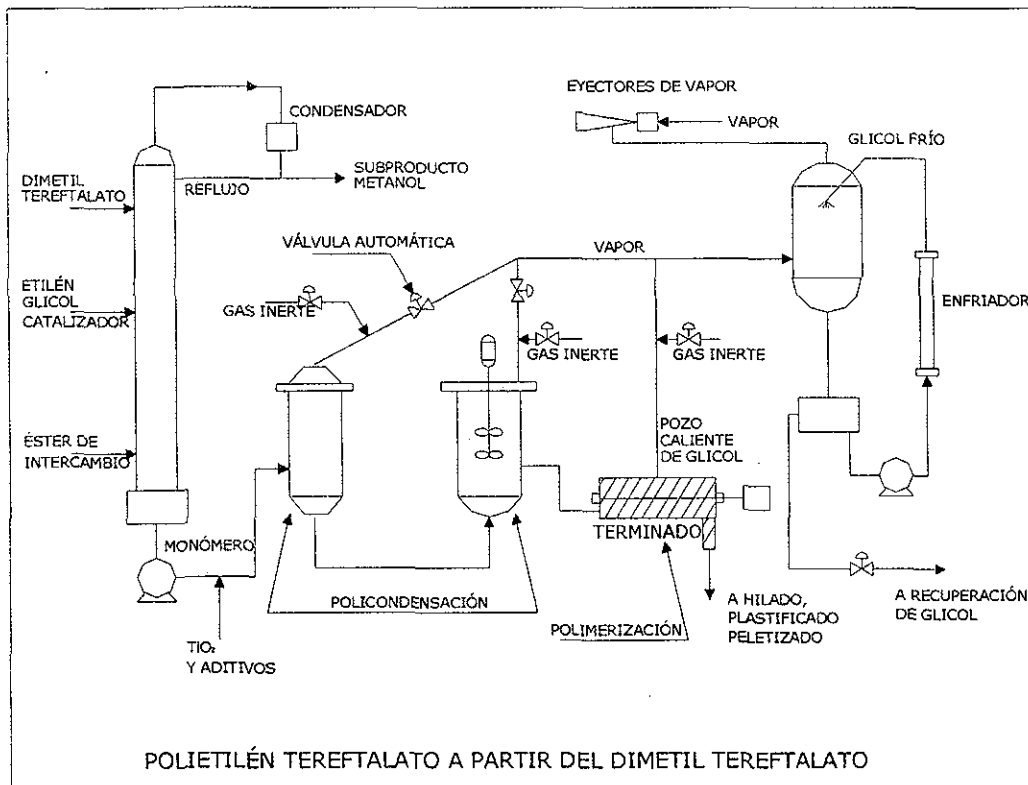 EYECTORES DE VAPOR
VAPOR
GLICOL FRÍO
CONDENSADOR
SUBPRODUCTO
METANOL
REFLUJO
DIMETIL
TEREFTALATO
VÁLVULA AUTOMÁTICA
VAPOR
ETILÉN
GLICOL
CATALIZADOR
GAS INERTE
GAS INERTE
GAS INERTE
ENFRIADOR
ÉSTER DE
INTERCAMBIO
POZO
CALIENTE
DE GLICOL
TERMINADO
MONÓMERO
POLICONDENSACIÓN
POLIMERIZACIÓN
A HILADO,
PLASTIFICADO
PELETIZADO
A RECUPERACIÓN
DE GLICOL
TIO₂
Y ADITIVOS
POLIETILÉN TEREFTALATO A PARTIR DEL DIMETIL TEREFTALATO